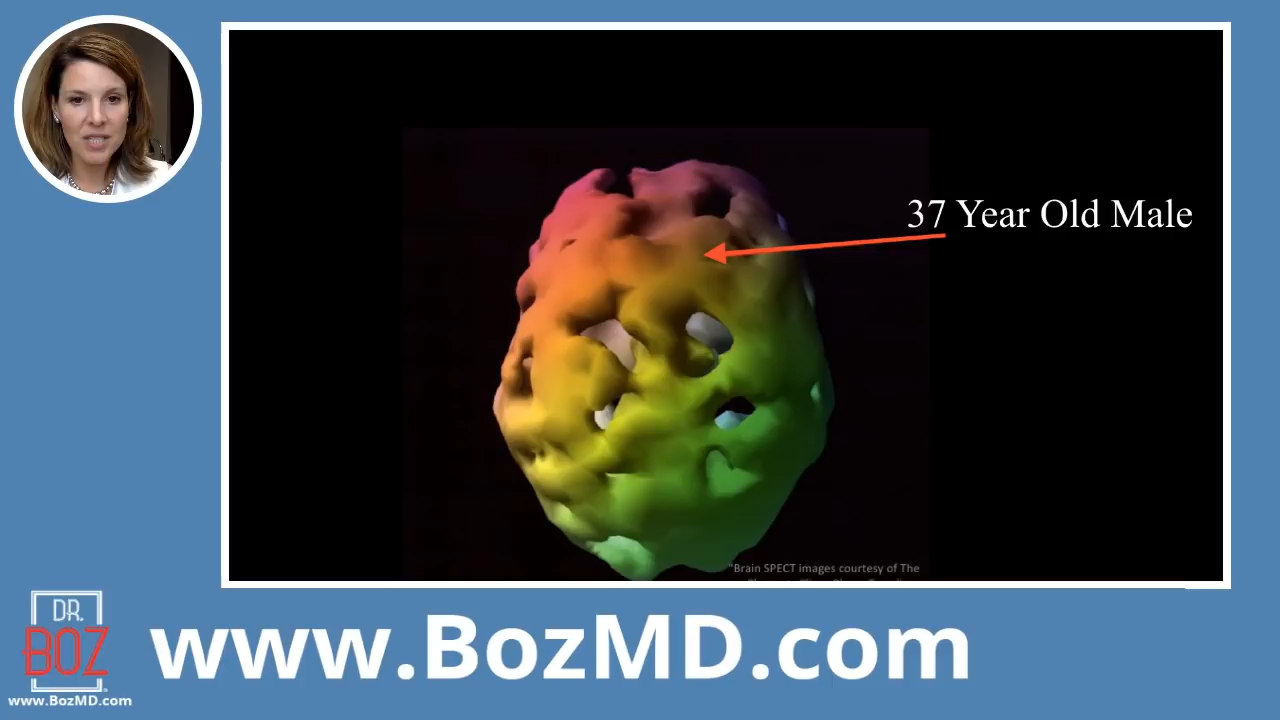 37 Year Old Male
"Brain SPECT images courtesy of The
DR.
BOZ
www.BozMD.com
www.BozMD.com